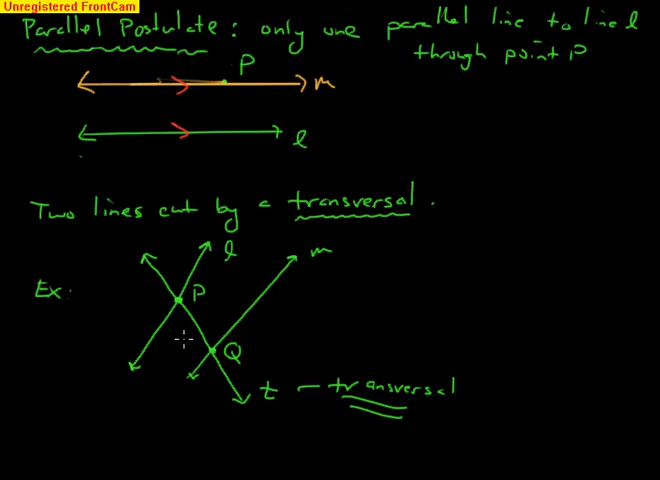 Unregistered FrontCam
Parallel Postulate: only one parallel line to line l
through point P
P
m
l
Two lines cut by a transversal.
l
m
Ex.
P
Q
t - transversal